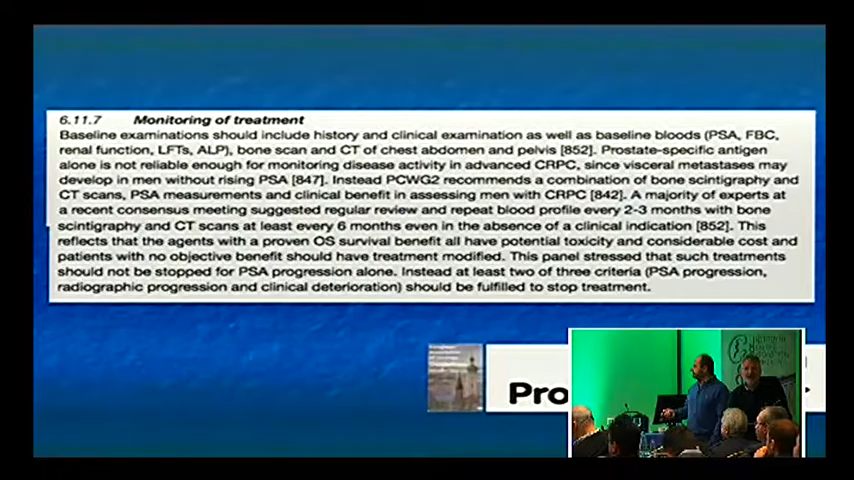 6.11.7 Monitoring of treatment
Baseline examinations should include history and clinical examination as well as baseline bloods (PSA, FBC,
renal function, LFTs, ALP), bone scan and CT of chest abdomen and pelvis [852]. Prostate-specific antigen
alone is not reliable enough for monitoring disease activity in advanced CRPC, since visceral metastases may
develop in men without rising PSA [847]. Instead PCWG2 recommends a combination of bone scintigraphy and
CT scans, PSA measurements and clinical benefit in assessing men with CRPC [842]. A majority of experts at
a recent consensus meeting suggested regular review and repeat blood profile every 2-3 months with bone
scintigraphy and CT scans at least every 6 months even in the absence of a clinical indication [852]. This
reflects that the agents with a proven OS survival benefit all have potential toxicity and considerable cost and
patients with no objective benefit should have treatment modified. This panel stressed that such treatments
should not be stopped for PSA progression alone. Instead at least two of three criteria (PSA progression,
radiographic progression and clinical deterioration) should be fulfilled to stop treatment.
Pro